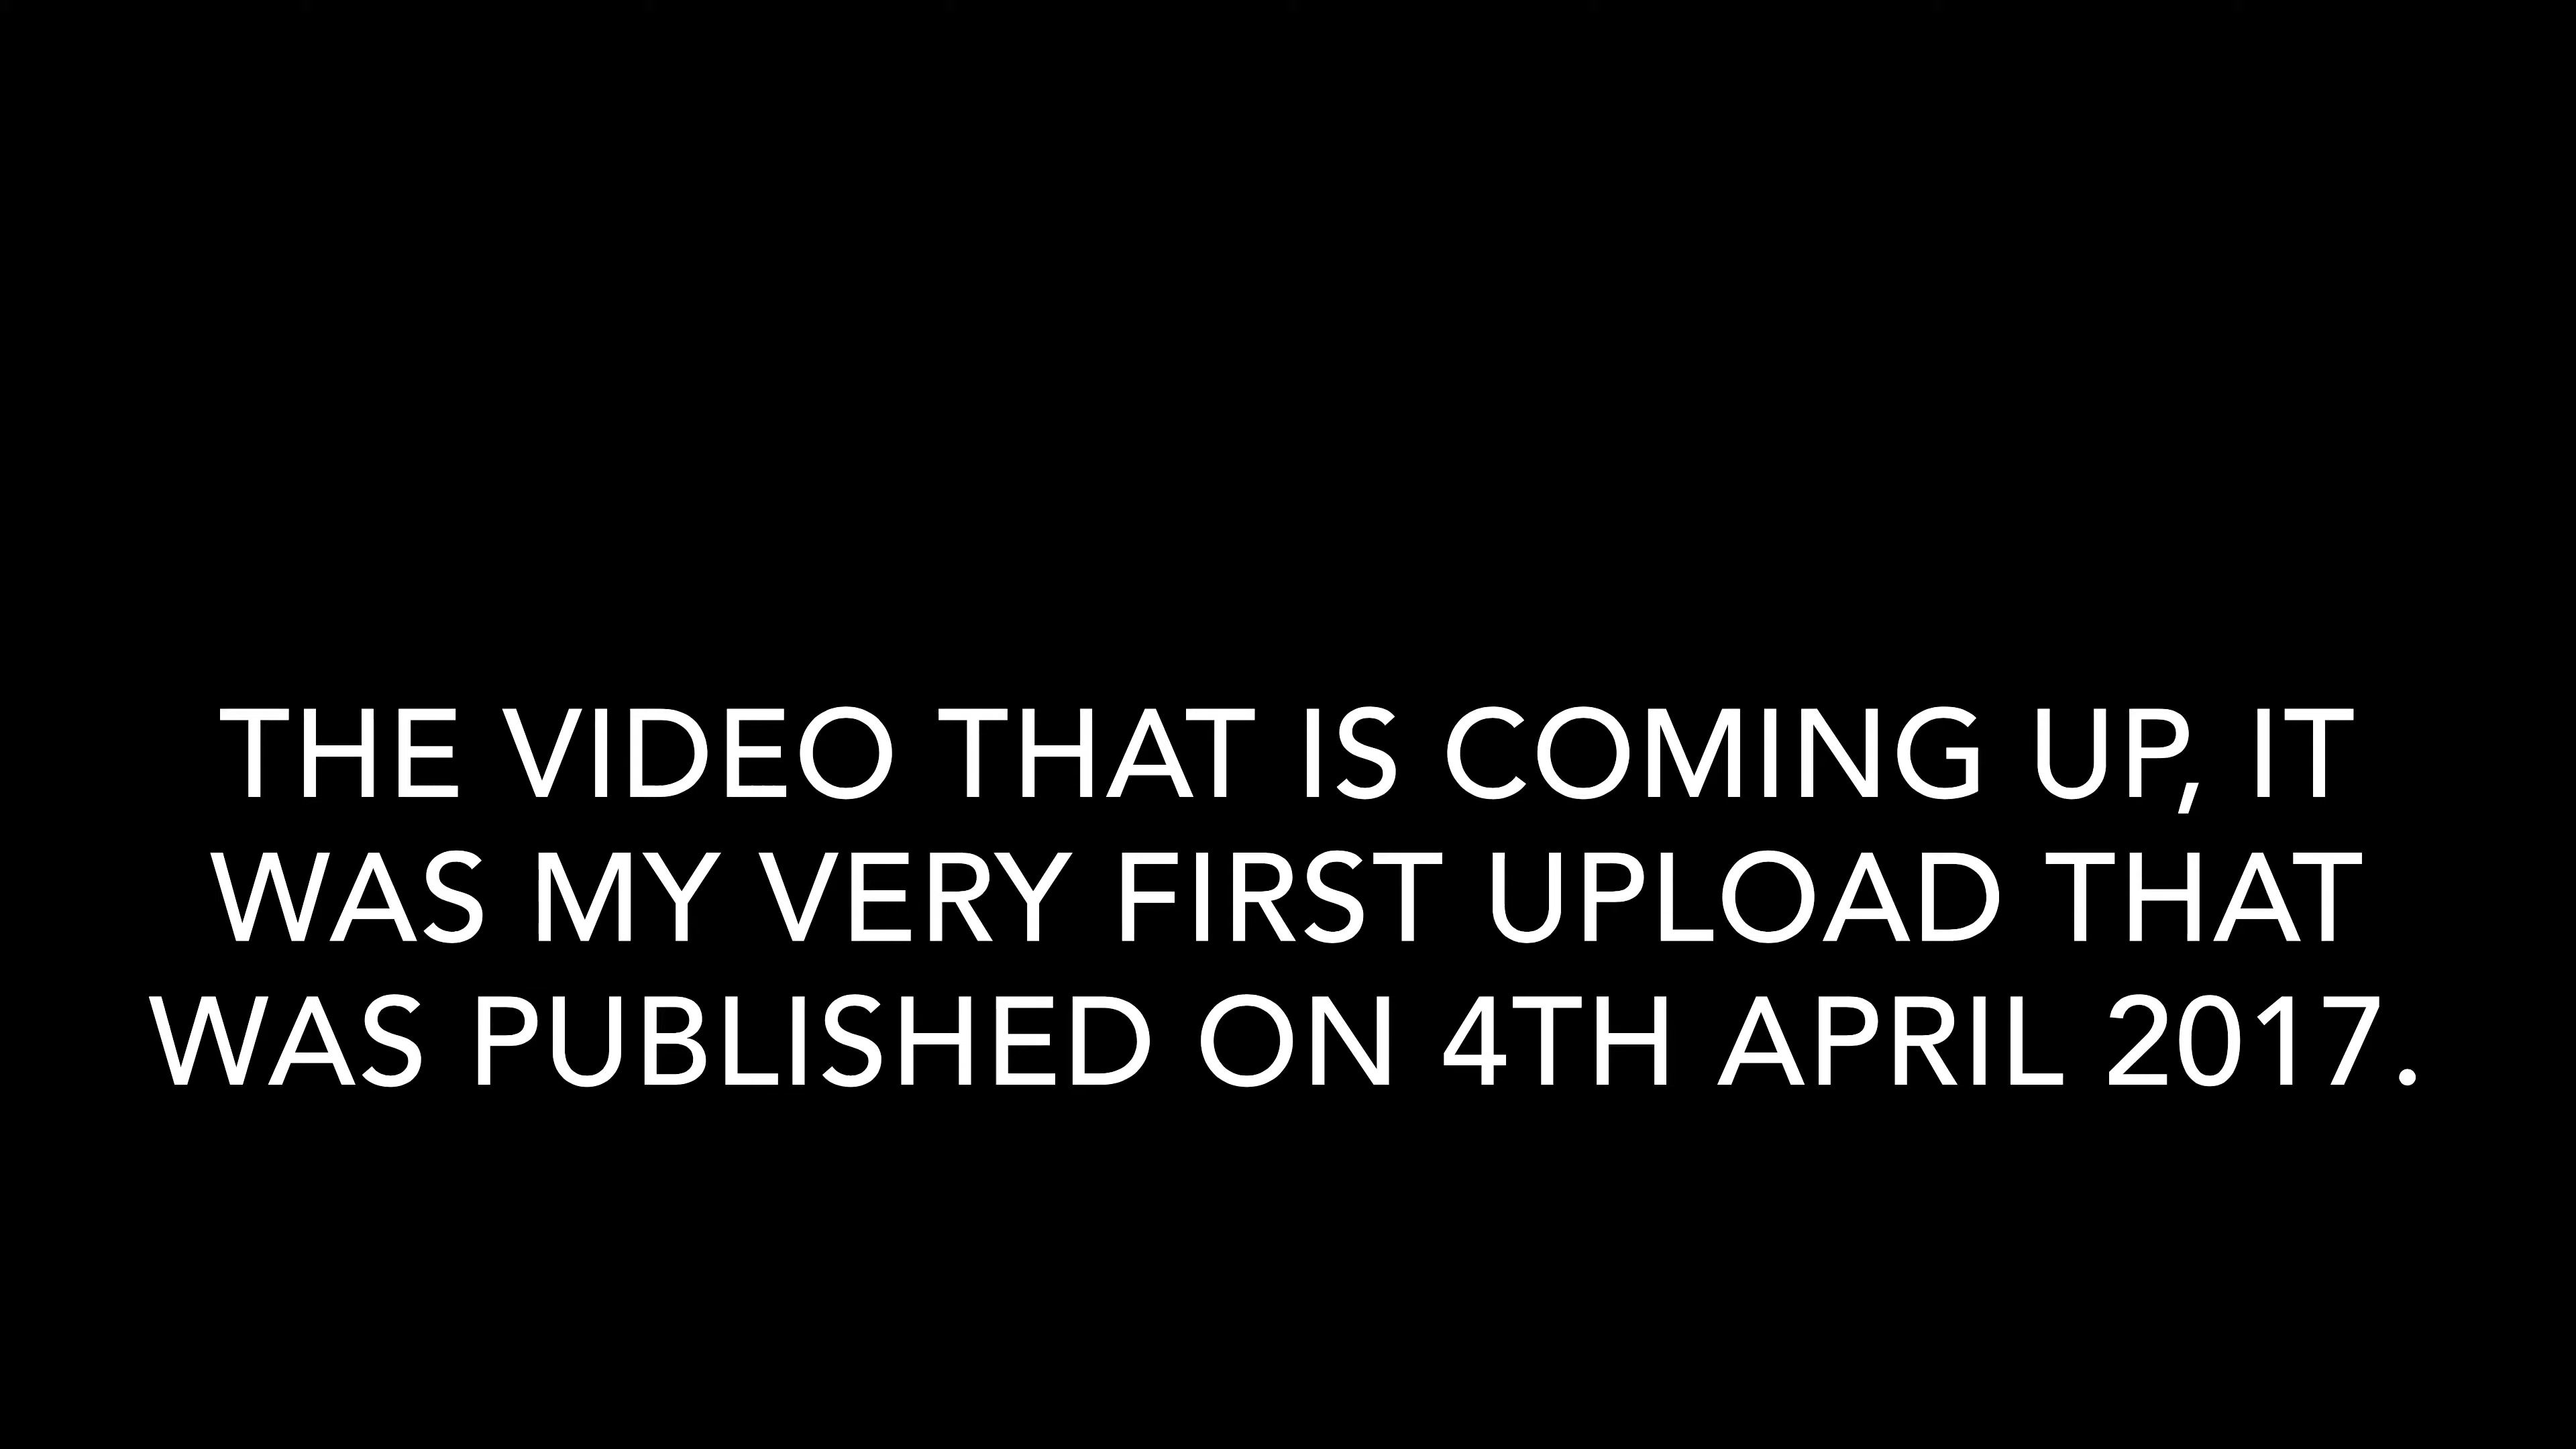 THE VIDEO THAT IS COMING UP, IT
WAS MY VERY FIRST UPLOAD THAT
WAS PUBLISHED ON 4TH APRIL 2017.